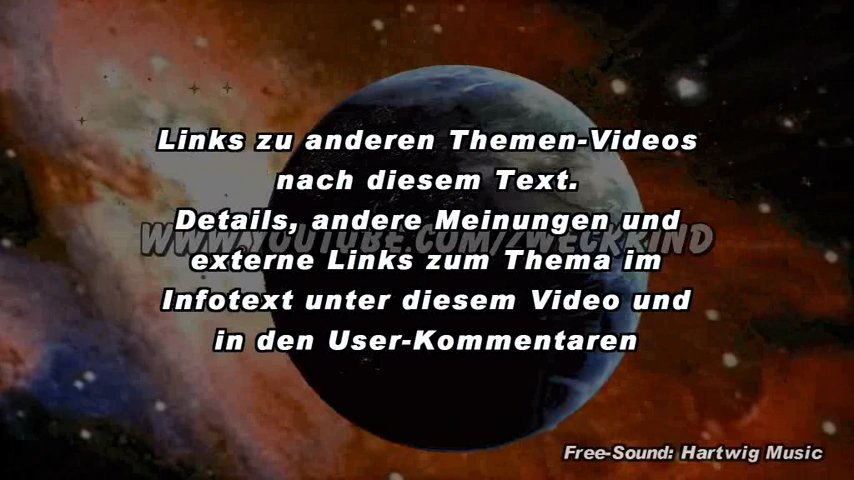 Links zu anderen Themen-Videos
nach diesem Text.
Details, andere Meinungen und
www.youtube.com/zweckkind
externe Links zum Thema im
Infotext unter diesem Video und
in den User-Kommentaren
Free-Sound: Hartwig Music